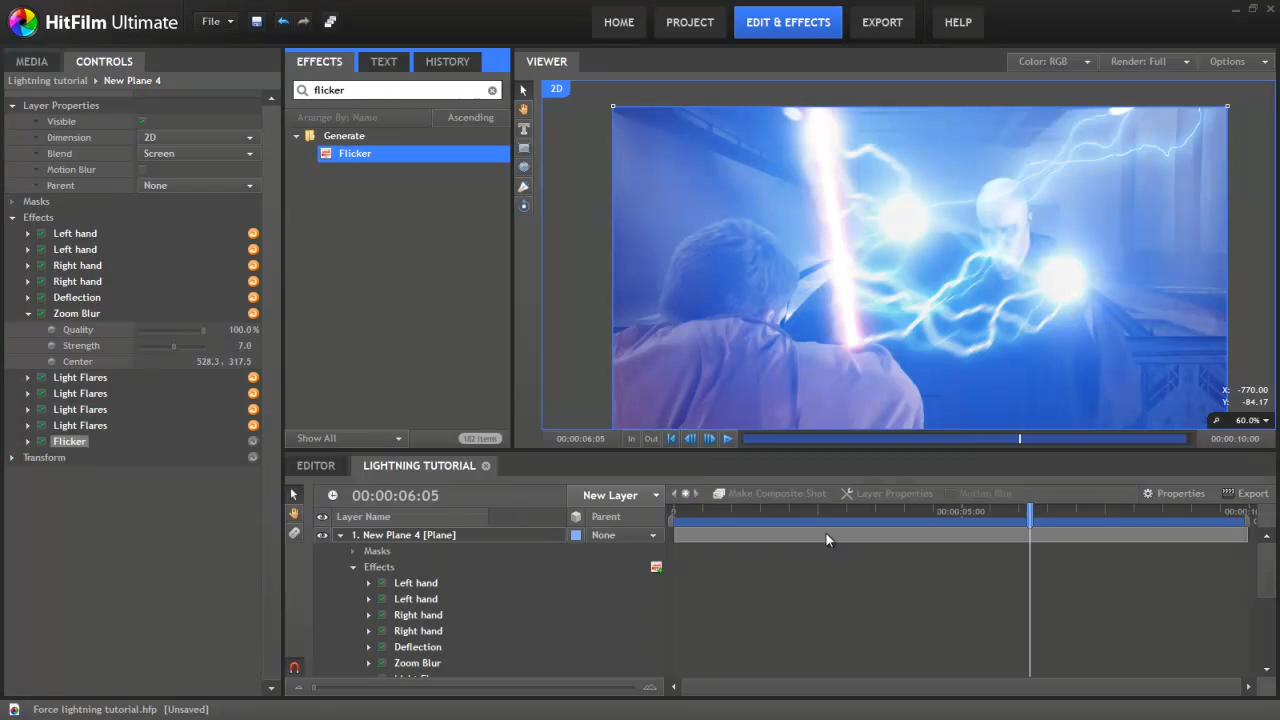 HitFilm Ultimate
File
HOME
PROJECT
EDIT & EFFECTS
EXPORT
HELP
MEDIA
CONTROLS
Lightning tutorial
New Plane 4
Layer Properties
Visible
Dimension 2D
Blend Screen
Motion Blur
Parent None
Masks
Effects
Left hand
Left hand
Right hand
Right hand
Deflection
Zoom Blur
Quality 100.0%
Strength 7.0
Center 528.3, 317.5
Light Flares
Light Flares
Light Flares
Light Flares
Flicker
Transform
EFFECTS
TEXT
HISTORY
flicker
Arrange By: Name
Ascending
Generate
Flicker
Show All
182 Items
VIEWER
Color: RGB
Render: Full
Options
2D
X: -770.00
Y: -84.17
60.0%
00:00:06:05
In
Out
00:00:10:00
EDITOR
LIGHTNING TUTORIAL
00:00:06:05
New Layer
Make Composite Shot
Layer Properties
Motion Blur
Properties
Export
Layer Name
Parent
0
00:00:05:00
1. New Plane 4 [Plane]
None
Masks
Effects
Left hand
Left hand
Right hand
Right hand
Deflection
Zoom Blur
Force lightning tutorial.hfp [Unsaved]